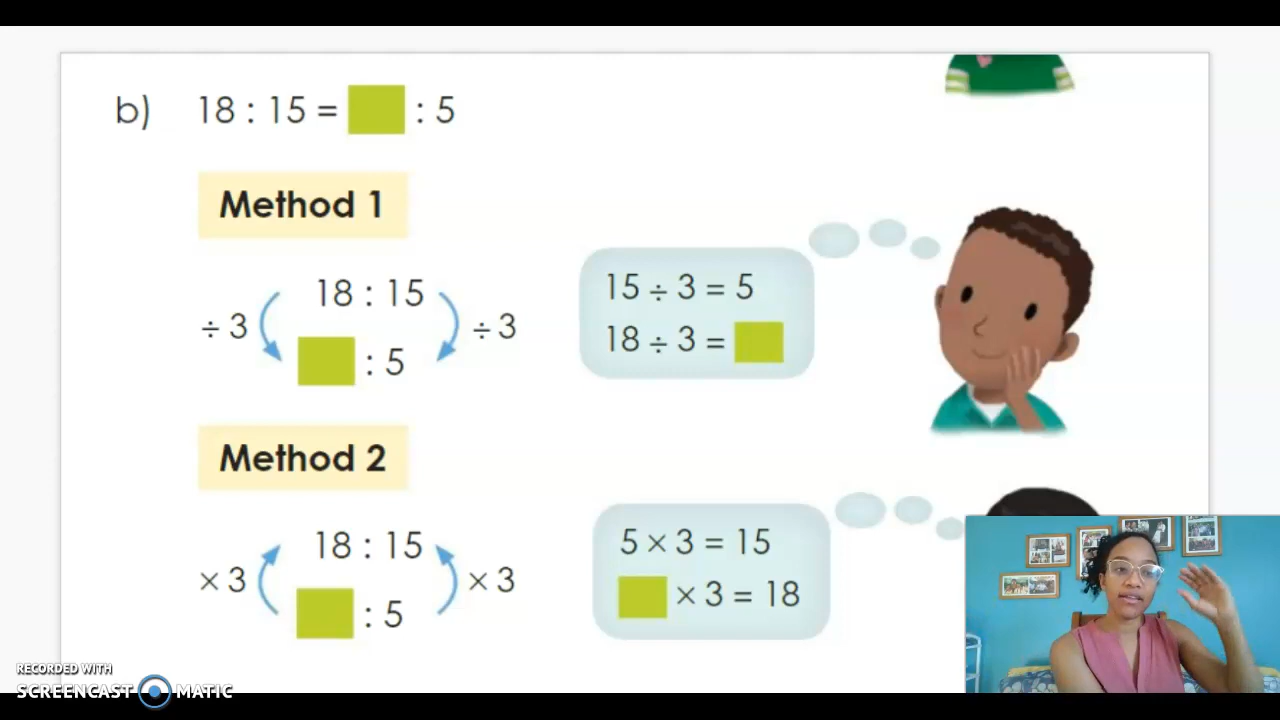 b) 18 : 15 = : 5
Method 1
18 : 15
÷ 3
÷ 3
: 5
15 ÷ 3 = 5
18 ÷ 3 =
Method 2
18 : 15
× 3
× 3
: 5
5 × 3 = 15
× 3 = 18
RECORDED WITH
SCREENCAST MATIC